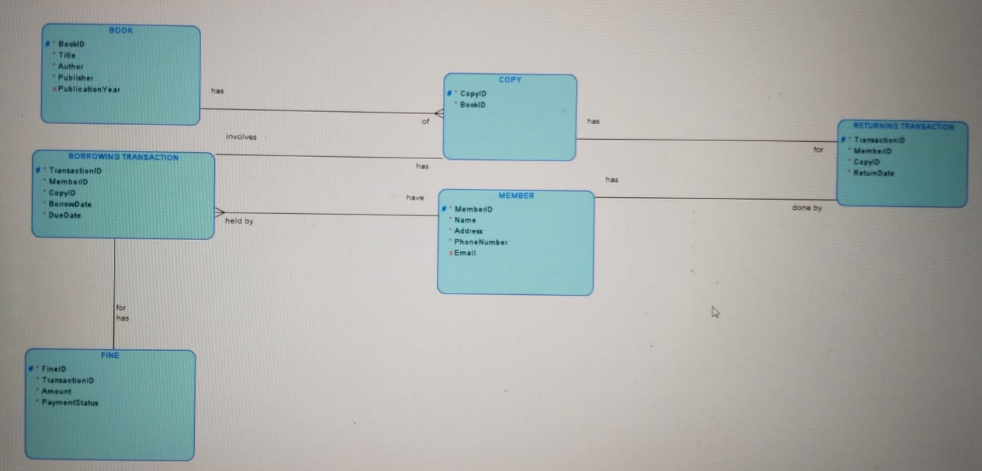 BOOK
# * BookID
* Title
* Author
* Publisher
o PublicationYear
has
of
COPY
# * CopyID
* BookID
has
for
RETURNING TRANSACTION
# * TransactionID
* MemberID
* CopyID
* ReturnDate
involves
has
BORROWING TRANSACTION
# * TransactionID
* MemberID
* CopyID
* BorrowDate
* DueDate
held by
have
MEMBER
# * MemberID
* Name
* Address
* PhoneNumber
o Email
has
done by
for
has
FINE
# * FineID
* TransactionID
* Amount
* PaymentStatus